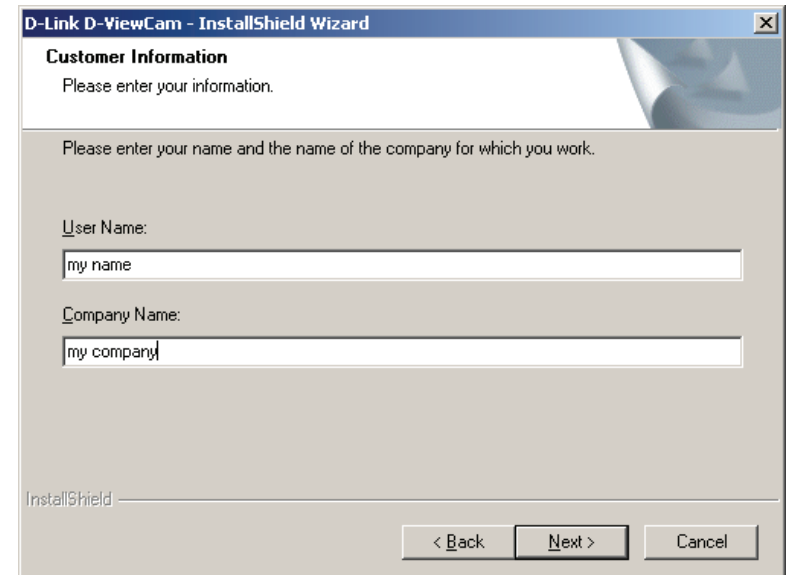 D-Link D-ViewCam - InstallShield Wizard
Customer Information
Please enter your information.
Please enter your name and the name of the company for which you work.
User Name:
my name
Company Name:
my company
InstallShield
< Back Next > Cancel